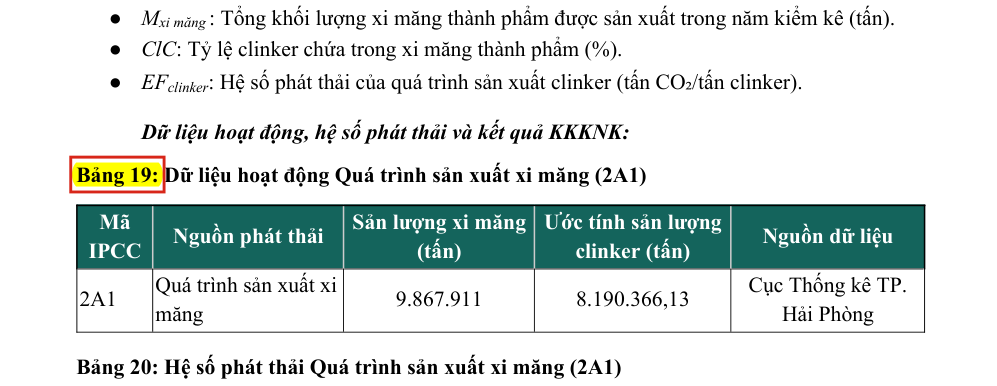 ● Mxi măng : Tổng khối lượng xi măng thành phẩm được sản xuất trong năm kiểm kê (tấn).
● ClC: Tỷ lệ clinker chứa trong xi măng thành phẩm (%).
● EFclinker: Hệ số phát thải của quá trình sản xuất clinker (tấn CO₂/tấn clinker).
Dữ liệu hoạt động, hệ số phát thải và kết quả KKKNK:
Bảng 19: Dữ liệu hoạt động Quá trình sản xuất xi măng (2A1)
Mã IPCC
Nguồn phát thải
Sản lượng xi măng (tấn)
Ước tính sản lượng clinker (tấn)
Nguồn dữ liệu
2A1
Quá trình sản xuất xi măng
9.867.911
8.190.366,13
Cục Thống kê TP. Hải Phòng
Bảng 20: Hệ số phát thải Quá trình sản xuất xi măng (2A1)